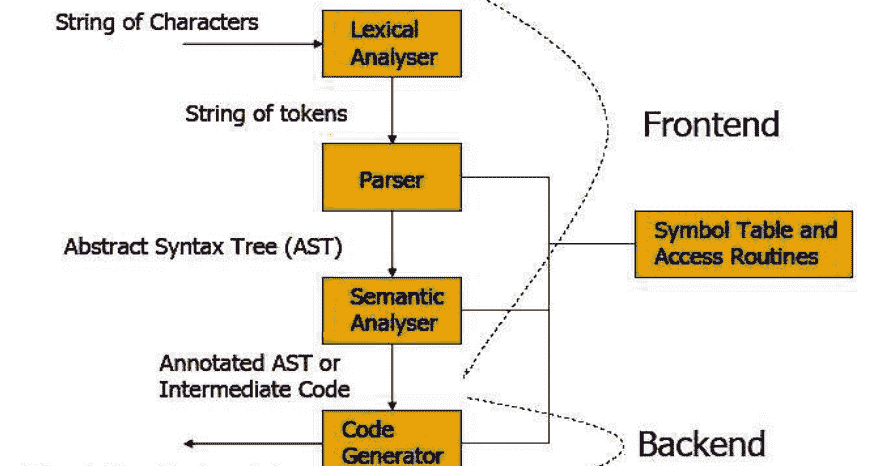 String of Characters
Lexical
Analyser
String of tokens
Frontend
Parser
Symbol Table and
Access Routines
Abstract Syntax Tree (AST)
Semantic
Analyser
Annotated AST or
Intermediate Code
Code
Generator
Backend